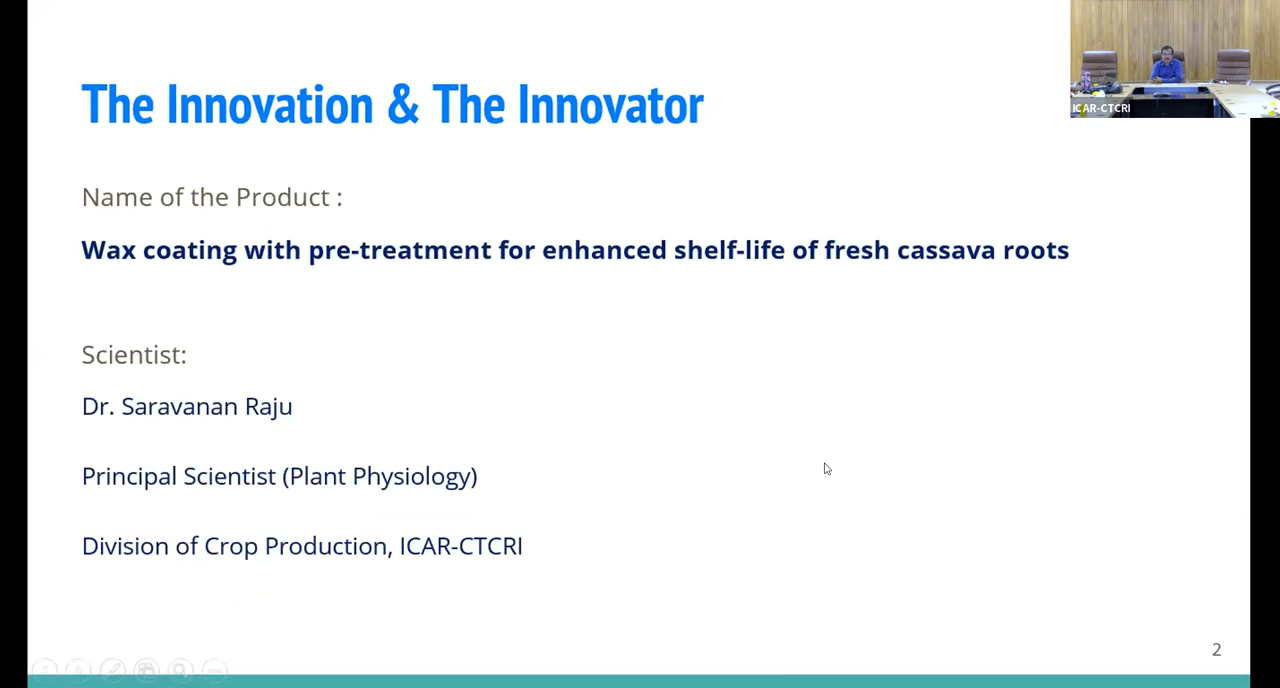 The Innovation & The Innovator
ICAR-CTCRI
Name of the Product :
Wax coating with pre-treatment for enhanced shelf-life of fresh cassava roots
Scientist:
Dr. Saravanan Raju
Principal Scientist (Plant Physiology)
Division of Crop Production, ICAR-CTCRI
2